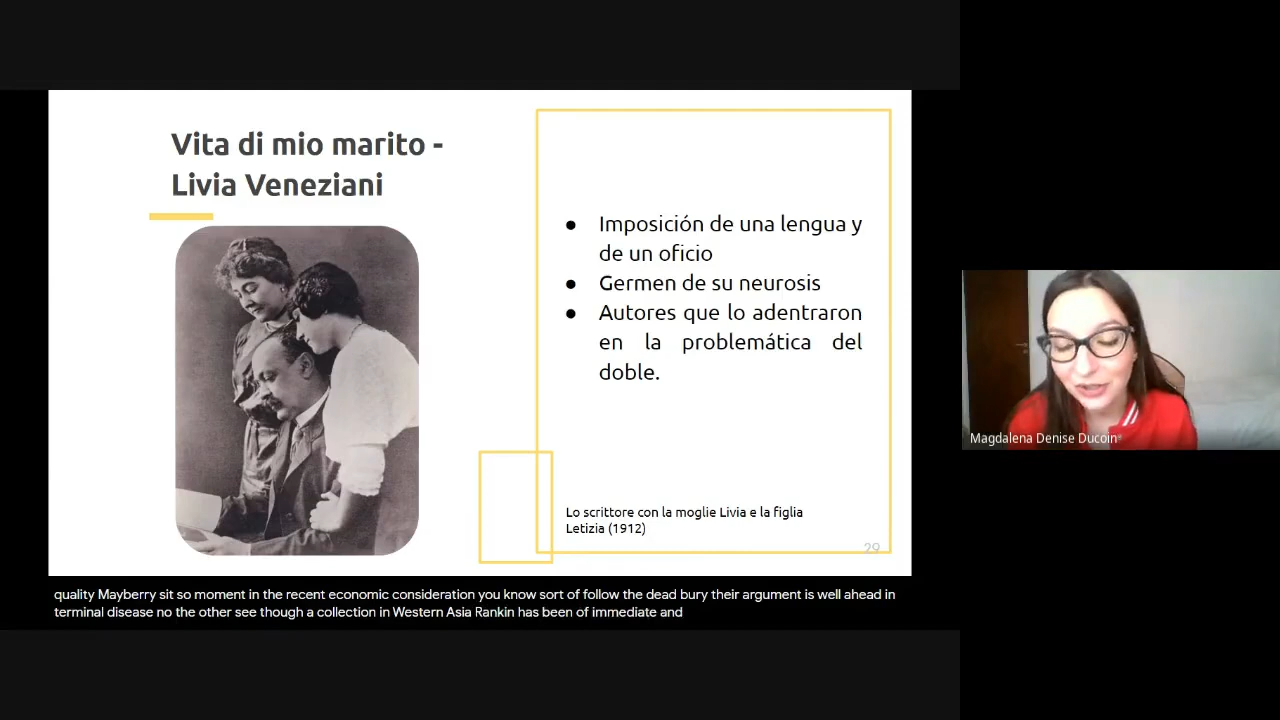 Vita di mio marito -
Livia Veneziani
● Imposición de una lengua y
de un oficio
● Germen de su neurosis
● Autores que lo adentraron
en la problemática del
doble.
Lo scrittore con la moglie Livia e la figlia
Letizia (1912)
29
quality Mayberry sit so moment in the recent economic consideration you know sort of follow the dead bury their argument is well ahead in
terminal disease no the other see though a collection in Western Asia Rankin has been of immediate and
Magdalena Denise Ducoin